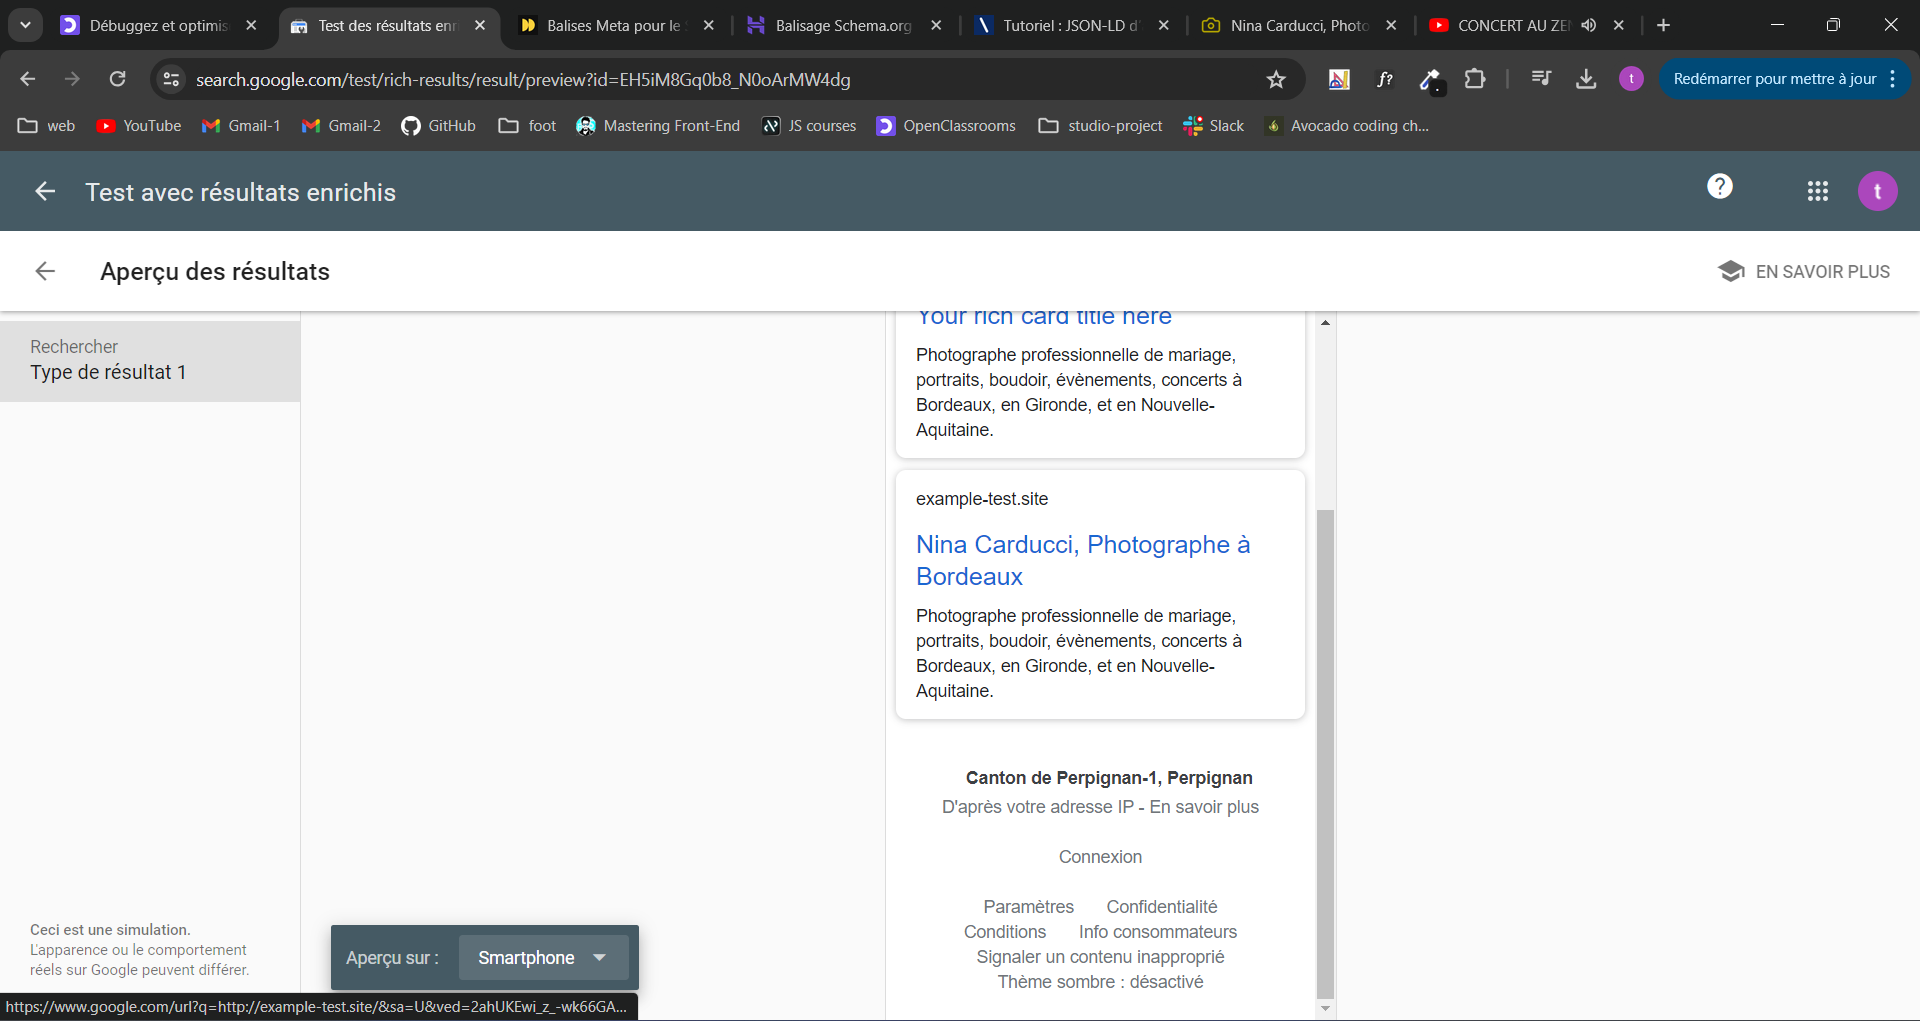 Débuggez et optimis
Test des résultats enri
Balises Meta pour le S
Balisage Schema.org
Tutoriel : JSON-LD d'
Nina Carducci, Photo
CONCERT AU ZEN
search.google.com/test/rich-results/result/preview?id=EH5iM8Gq0b8_N0oArMW4dg
f?
t
Redémarrer pour mettre à jour
web
YouTube
Gmail-1
Gmail-2
GitHub
foot
Mastering Front-End
JS courses
OpenClassrooms
studio-project
Slack
Avocado coding ch...
Test avec résultats enrichis
t
Aperçu des résultats
EN SAVOIR PLUS
Rechercher
Type de résultat 1
Your rich card title here
Photographe professionnelle de mariage,
portraits, boudoir, évènements, concerts à
Bordeaux, en Gironde, et en Nouvelle-
Aquitaine.
example-test.site
Nina Carducci, Photographe à
Bordeaux
Photographe professionnelle de mariage,
portraits, boudoir, évènements, concerts à
Bordeaux, en Gironde, et en Nouvelle-
Aquitaine.
Canton de Perpignan-1, Perpignan
D'après votre adresse IP - En savoir plus
Connexion
Paramètres Confidentialité
Conditions Info consommateurs
Signaler un contenu inapproprié
Thème sombre : désactivé
Ceci est une simulation.
L'apparence ou le comportement
réels sur Google peuvent différer.
Aperçu sur : Smartphone
https://www.google.com/url?q=http://example-test.site/&sa=U&ved=2ahUKEwi_z_-wk66GA...